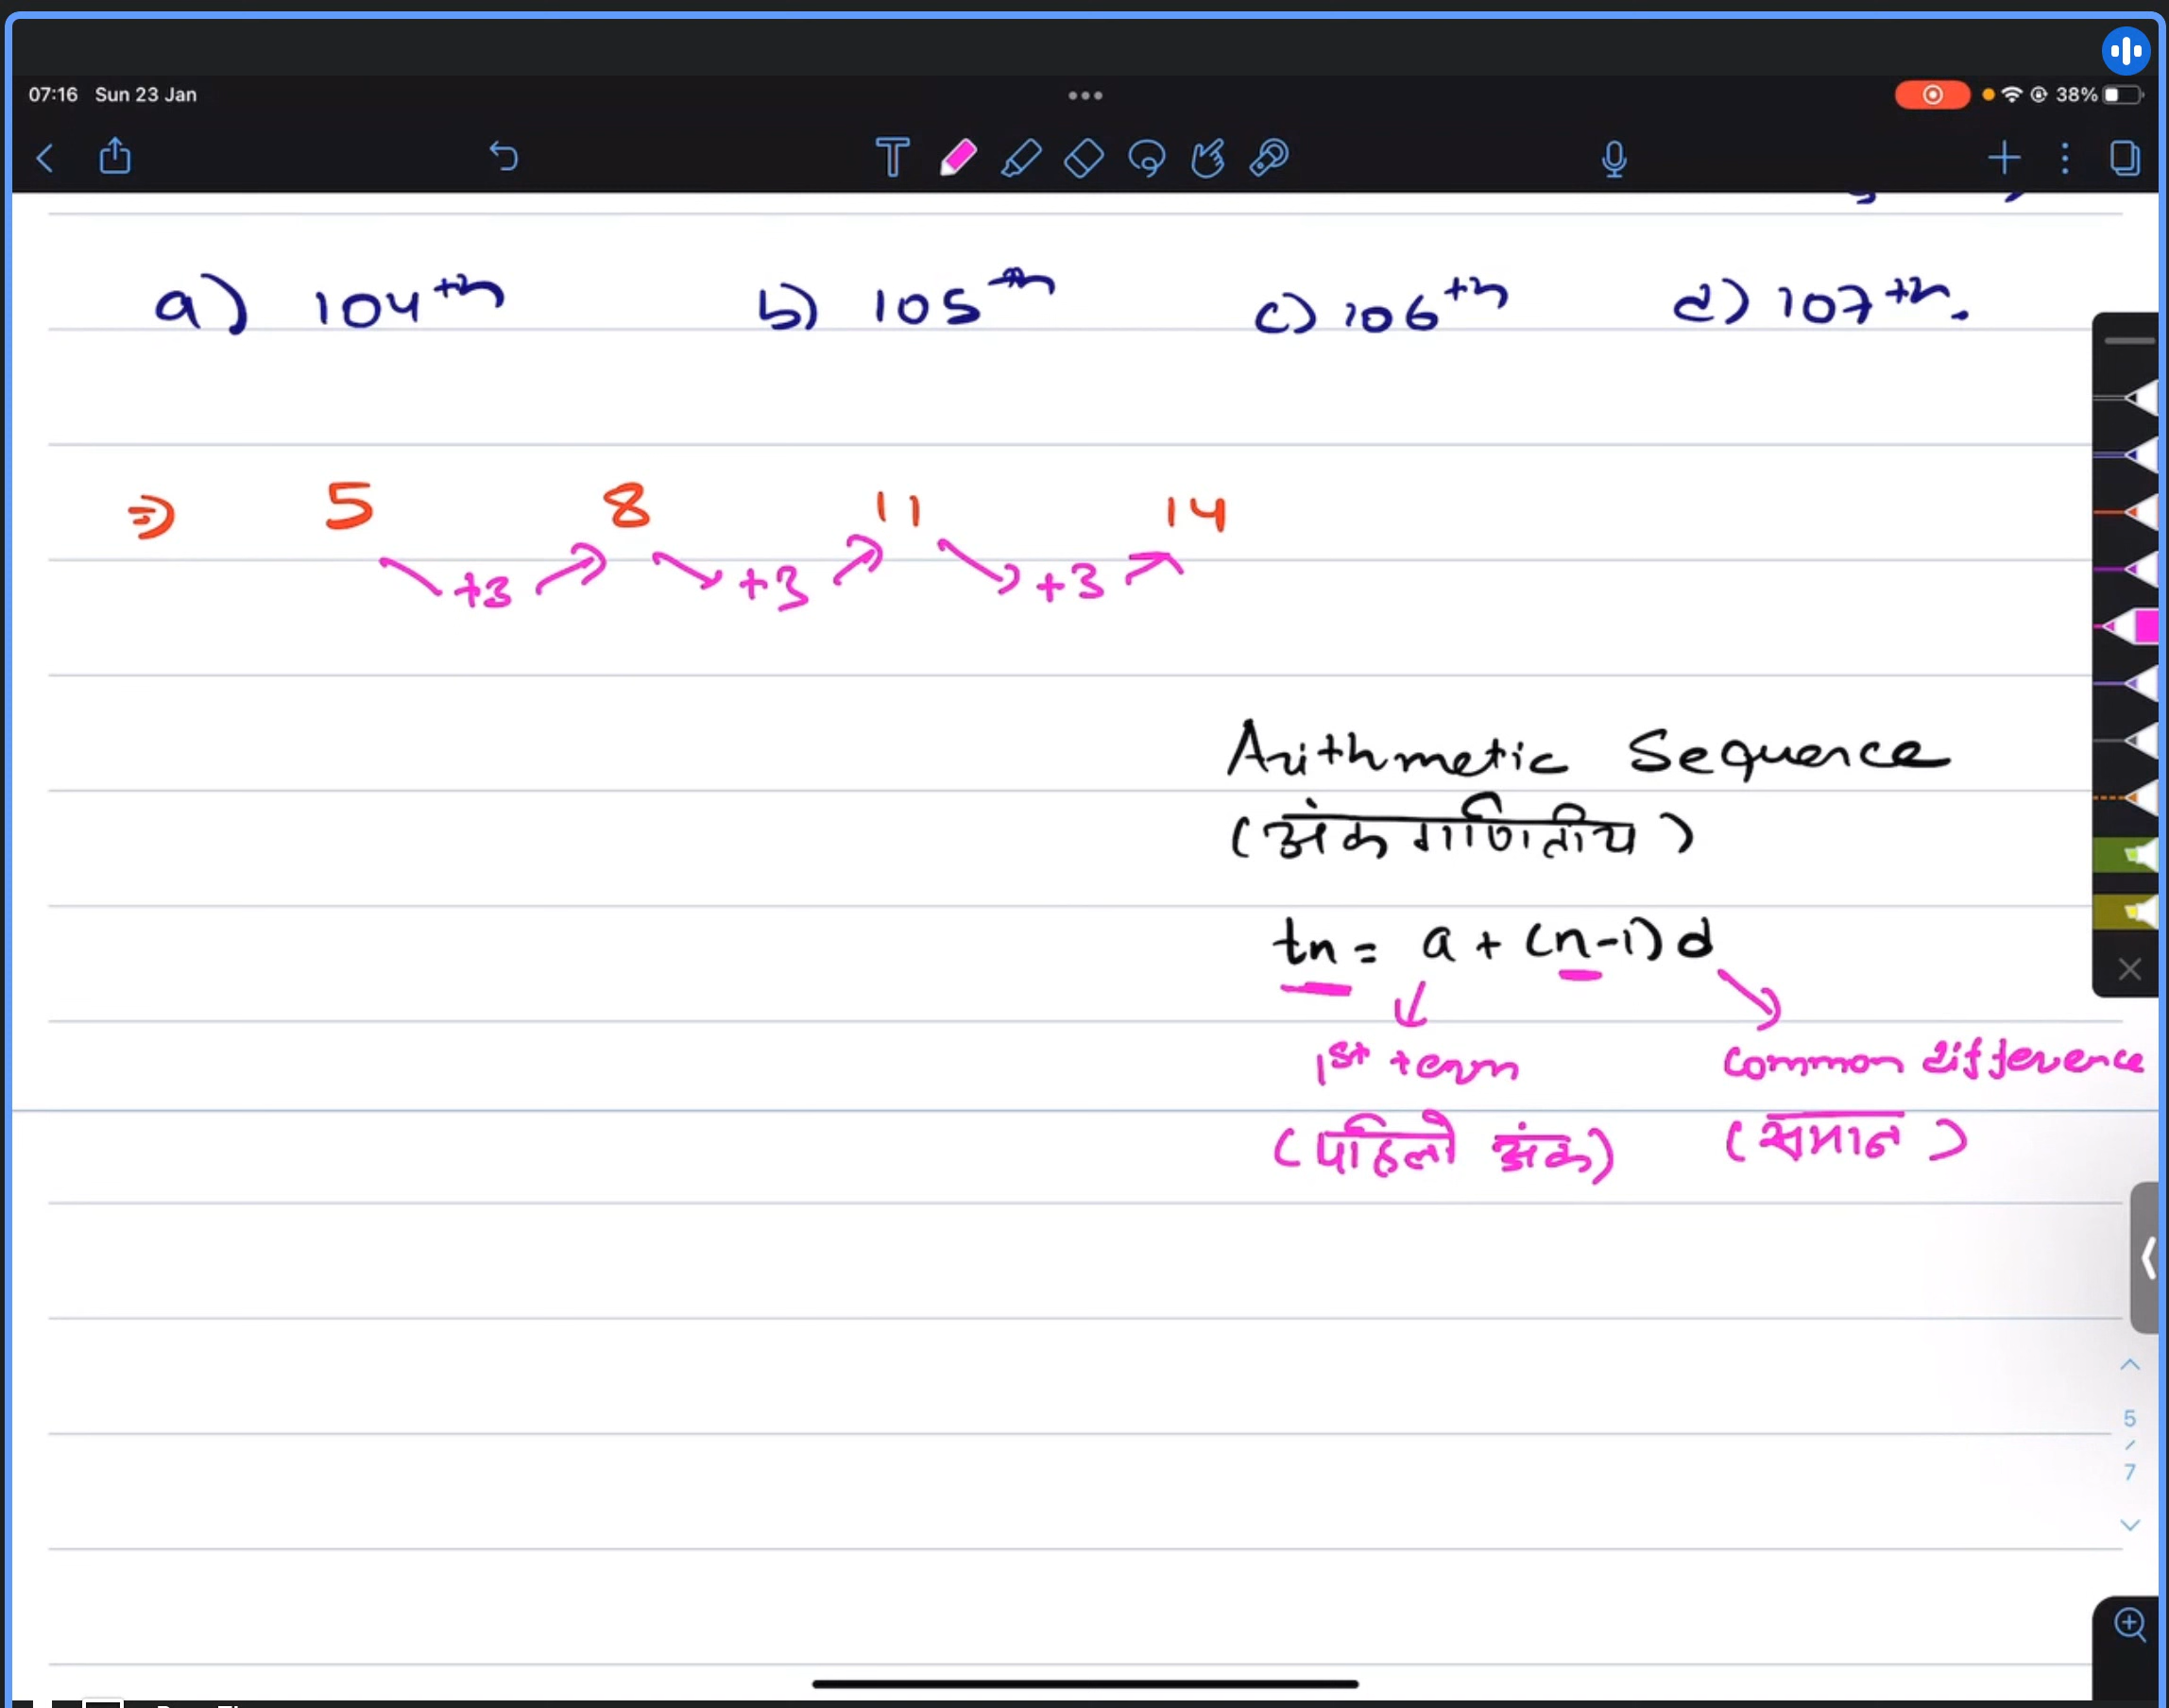 07:16 Sun 23 Jan
38%
a) 104th b) 105th c) 106th d) 107th.
⇒ 5 8 11 14
+3 +3 +3
Arithmetic Sequence
(अंक गणितीय)
tn = a + (n-1) d
1st term common difference
(पहिलो अंक) (समान)
5
/
7